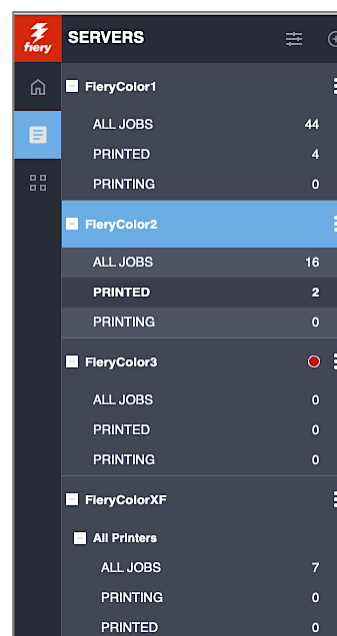 fiery SERVERS
FieryColor1
ALL JOBS 44
PRINTED 4
PRINTING 0
FieryColor2
ALL JOBS 16
PRINTED 2
PRINTING 0
FieryColor3
ALL JOBS 0
PRINTED 0
PRINTING 0
FieryColorXF
All Printers
ALL JOBS 7
PRINTING 0
PRINTED 0